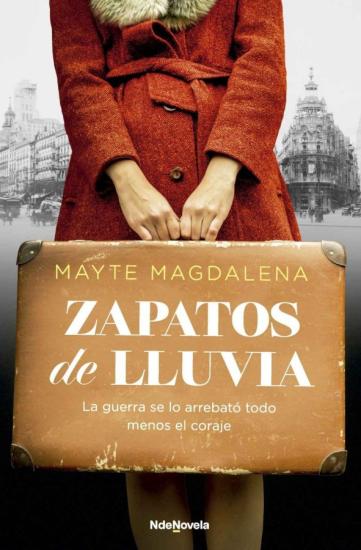 MAYTE MAGDALENA
ZAPATOS
de LLUVIA
La guerra se lo arrebató todo
menos el coraje
NdeNovela